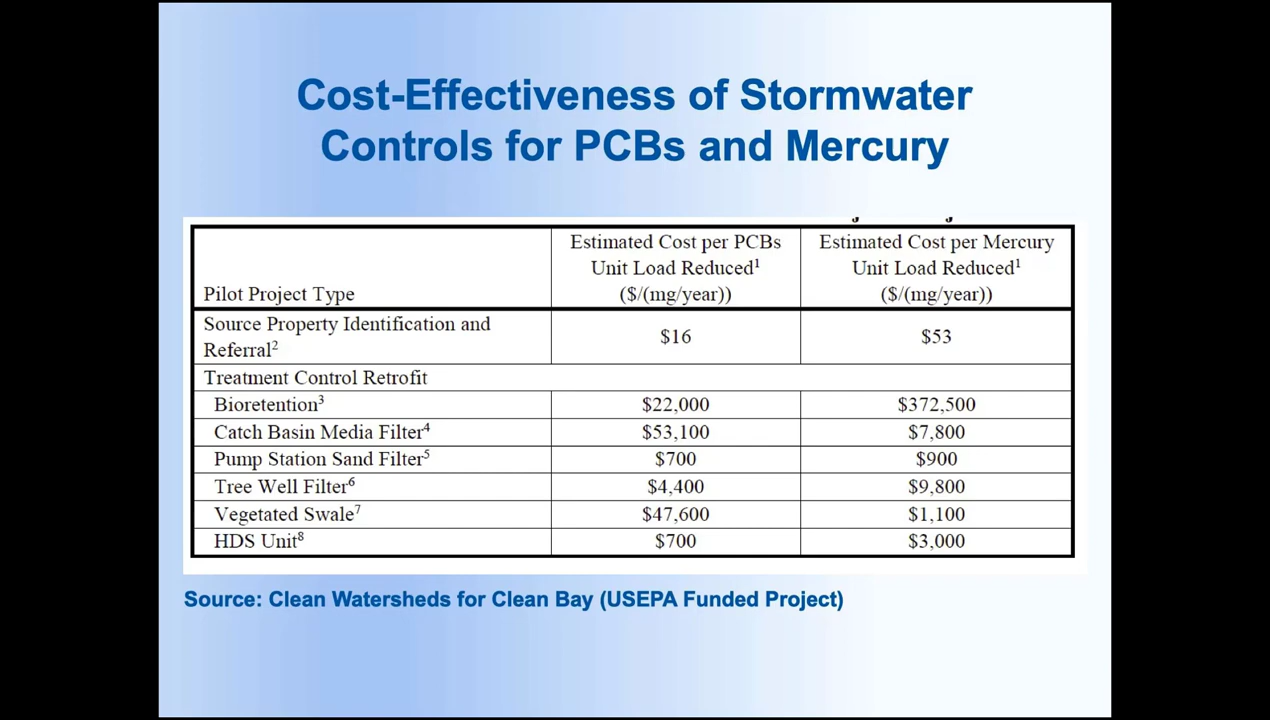 Cost-Effectiveness of Stormwater
Controls for PCBs and Mercury
Pilot Project Type
Estimated Cost per PCBs
Unit Load Reduced¹
($/(mg/year))
Estimated Cost per Mercury
Unit Load Reduced¹
($/(mg/year))
Source Property Identification and
Referral²
$16
$53
Treatment Control Retrofit
Bioretention³ $22,000 $372,500
Catch Basin Media Filter⁴ $53,100 $7,800
Pump Station Sand Filter⁵ $700 $900
Tree Well Filter⁶ $4,400 $9,800
Vegetated Swale⁷ $47,600 $1,100
HDS Unit⁸ $700 $3,000
Source: Clean Watersheds for Clean Bay (USEPA Funded Project)